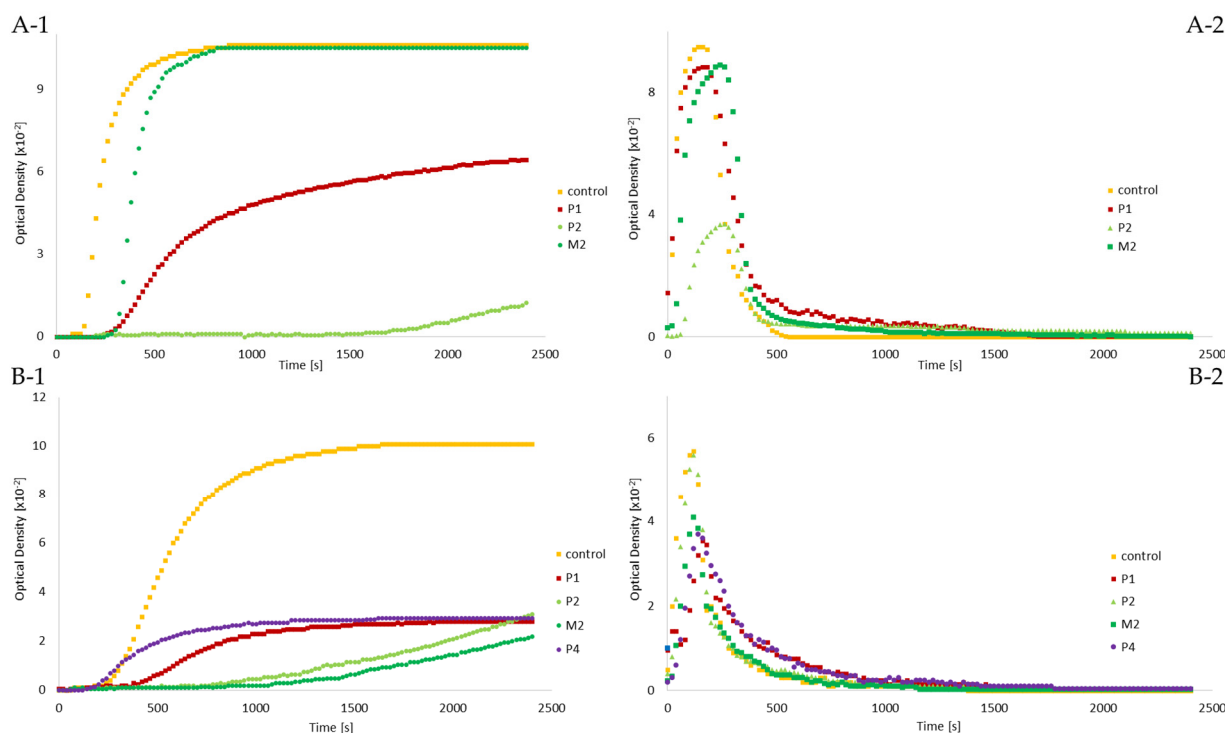 A-1
Optical Density [x10⁻²]
9
6
3
0
0 500 1000 1500 2000 2500
Time [s]
control
P1
P2
M2
A-2
Optical Density [x10⁻²]
8
4
0
0 500 1000 1500 2000 2500
Time [s]
control
P1
P2
M2
B-1
Optical Density [x10⁻²]
12
10
8
6
4
2
0
0 500 1000 1500 2000 2500
Time [s]
control
P1
P2
M2
P4
B-2
Optical Density [x10⁻²]
6
4
2
0
0 500 1000 1500 2000 2500
Time [s]
control
P1
P2
M2
P4